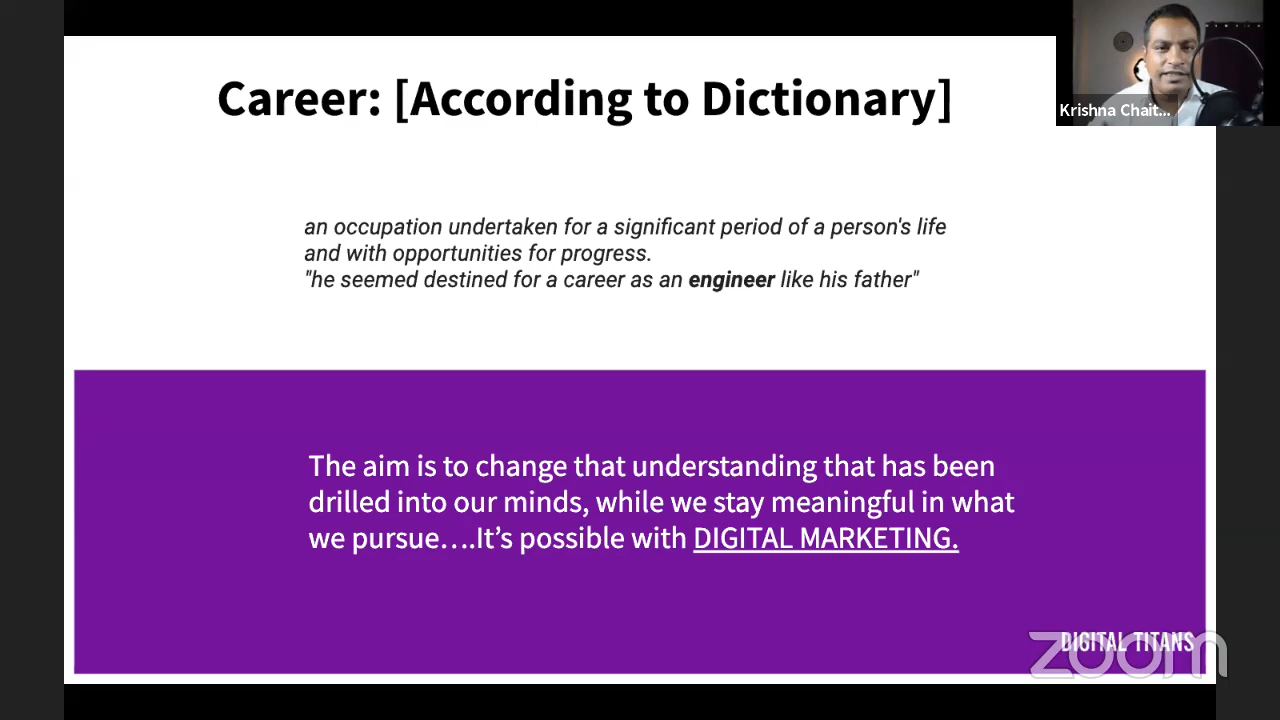 Career: [According to Dictionary]
Krishna Chait...
an occupation undertaken for a significant period of a person's life
and with opportunities for progress.
"he seemed destined for a career as an engineer like his father"
The aim is to change that understanding that has been
drilled into our minds, while we stay meaningful in what
we pursue….It’s possible with DIGITAL MARKETING.
DIGITAL TITANS
zoom